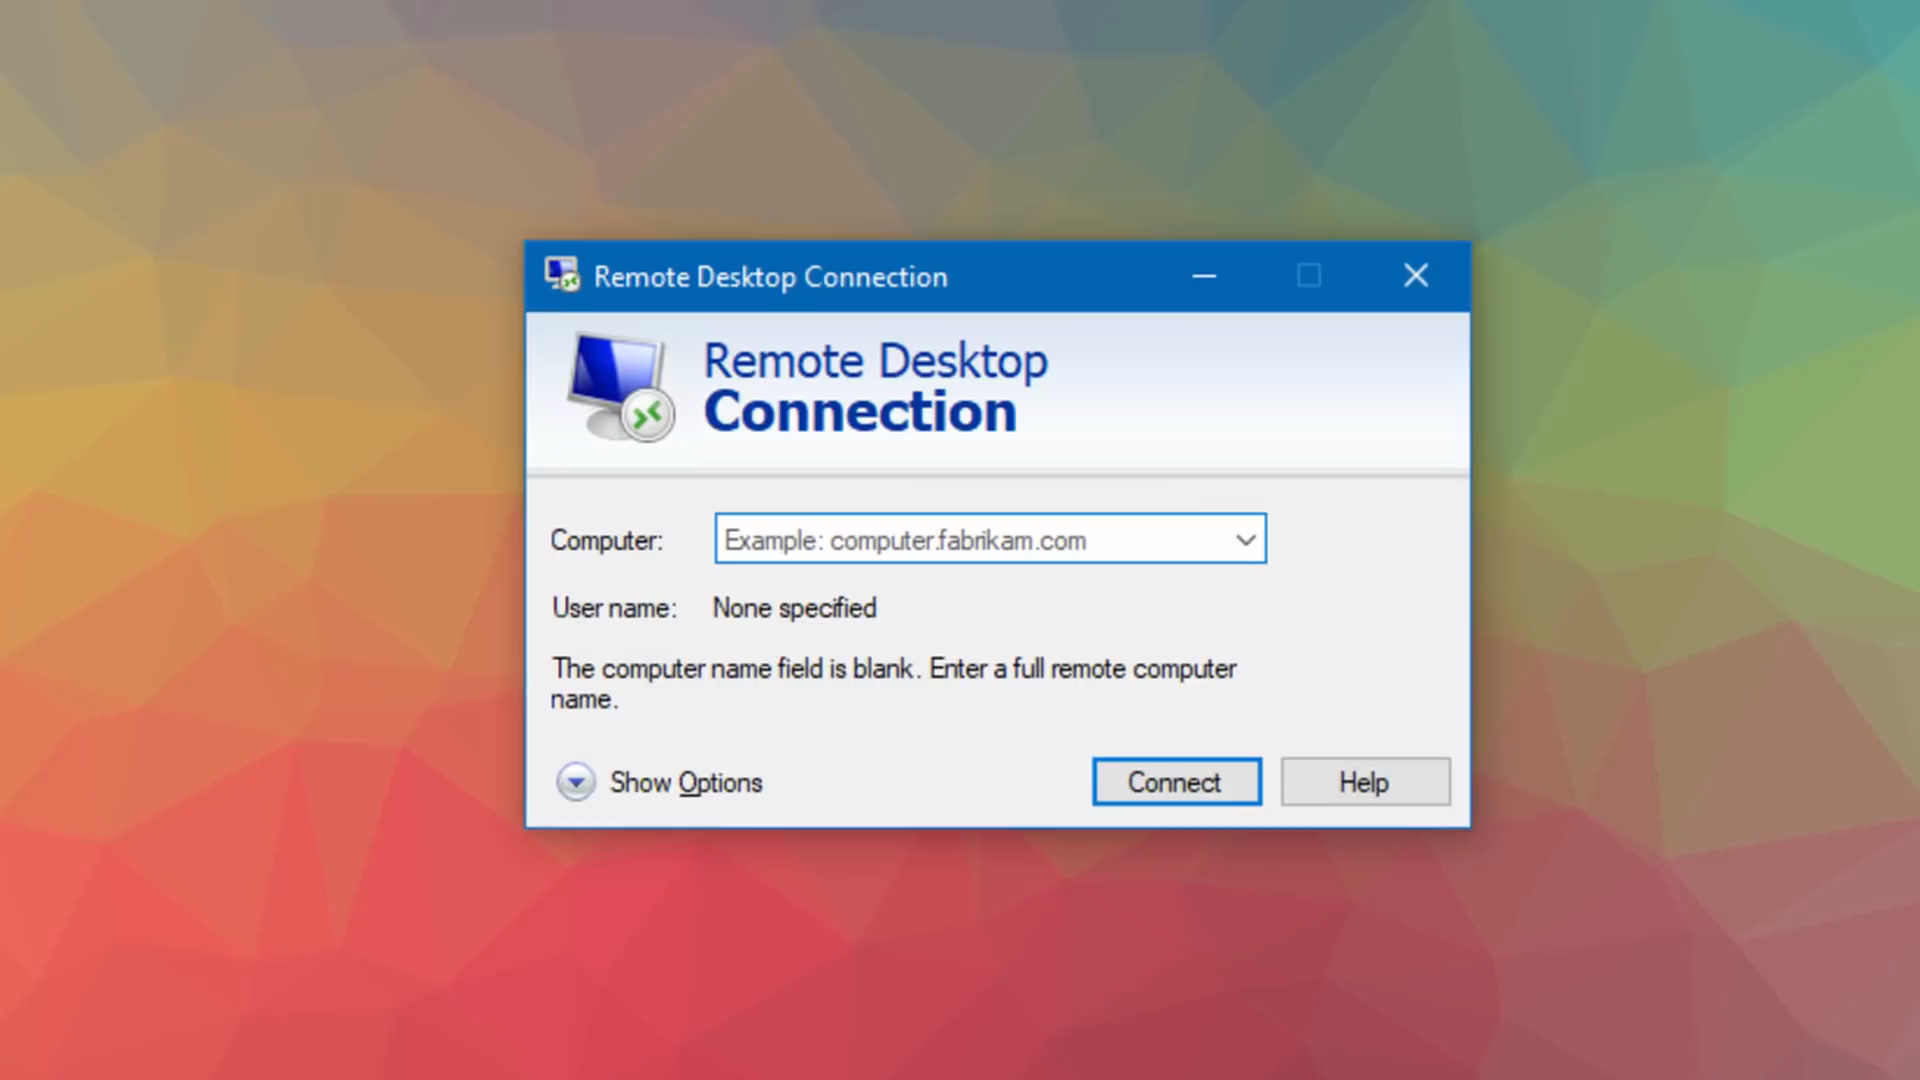 Remote Desktop Connection
Remote Desktop
Connection
Computer: Example: computer.fabrikam.com
User name: None specified
The computer name field is blank. Enter a full remote computer
name.
Show Options Connect Help